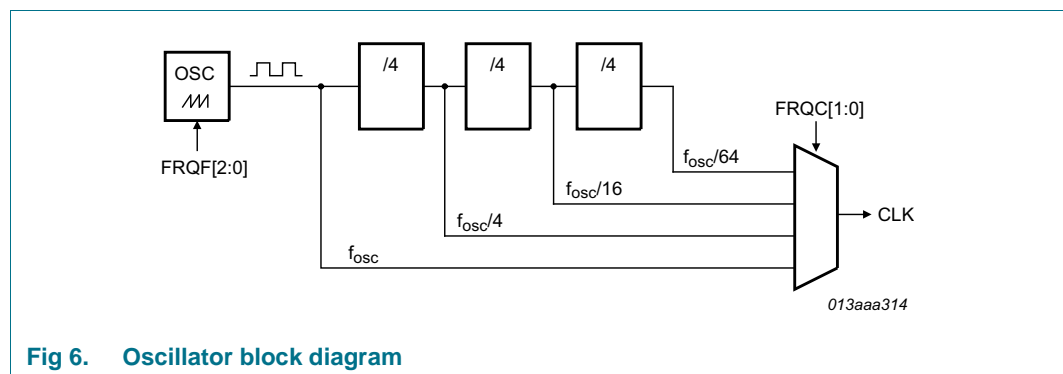 OSC
/4
/4
/4
FRQF[2:0]
FRQC[1:0]
fosc/64
fosc/16
fosc/4
fosc
CLK
013aaa314
Fig 6. Oscillator block diagram